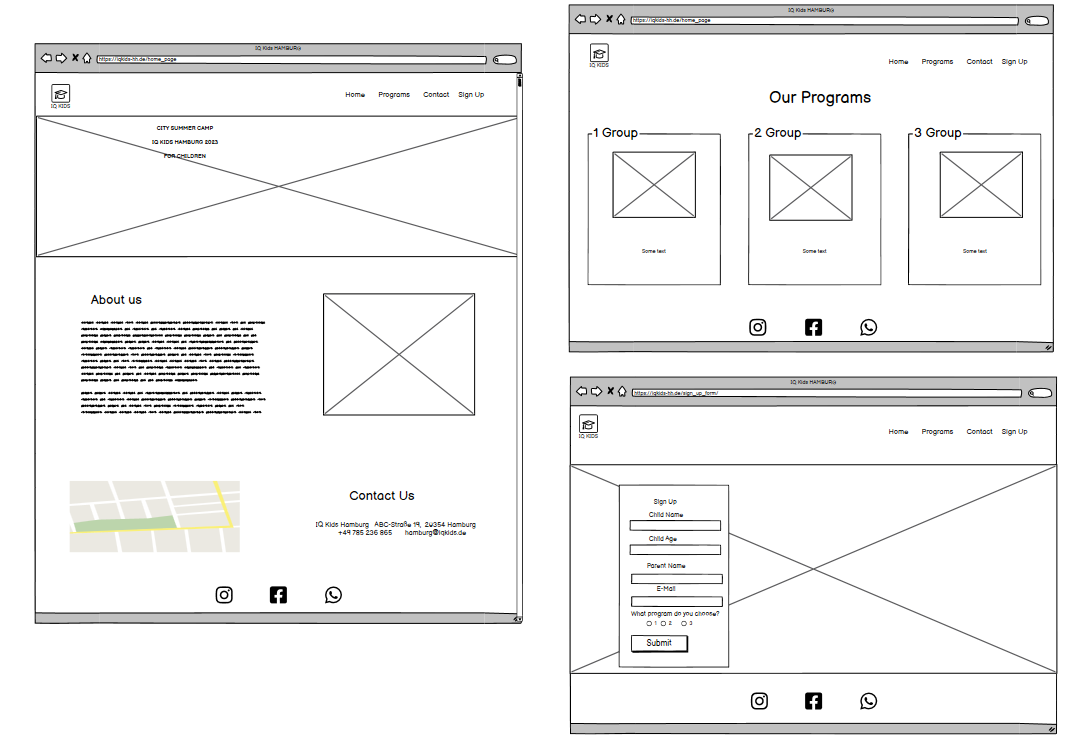 IQ Kids HAMBURG
https://iqkids-hh.de/home_page
IQ KIDS
Home Programs Contact Sign Up
CITY SUMMER CAMP
IQ KIDS HAMBURG 2023
FOR CHILDREN
About us
Contact Us
IQ Kids Hamburg ABC-Straße 19, 20354 Hamburg
+49 785 236 865 hamburg@iqkids.de
IQ Kids HAMBURG
https://iqkids-hh.de/home_page
IQ KIDS
Home Programs Contact Sign Up
Our Programs
1 Group
2 Group
3 Group
Some text
Some text
Some text
IQ Kids HAMBURG
https://iqkids-hh.de/sign_up_form/
IQ KIDS
Home Programs Contact Sign Up
Sign Up
Child Name
Child Age
Parent Name
E-Mail
What program do you choose?
1 2 3
Submit